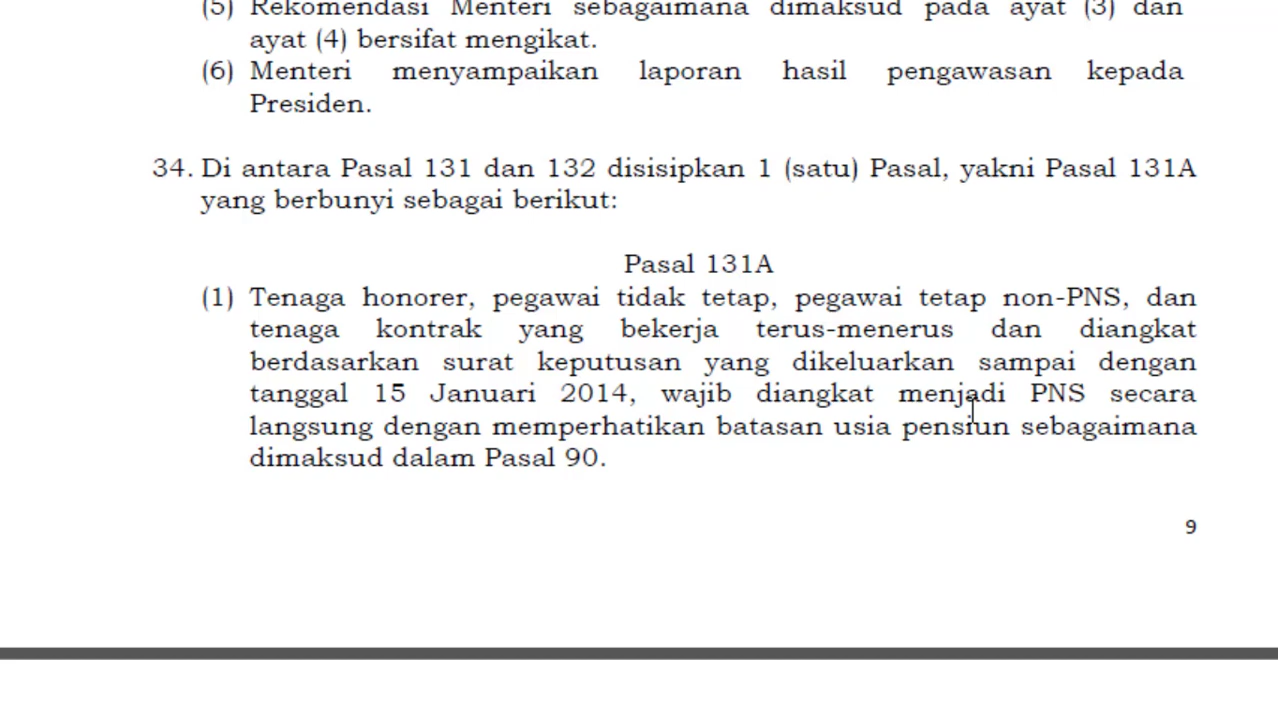 (5) Rekomendasi Menteri sebagaimana dimaksud pada ayat (3) dan
ayat (4) bersifat mengikat.
(6) Menteri menyampaikan laporan hasil pengawasan kepada
Presiden.
34. Di antara Pasal 131 dan 132 disisipkan 1 (satu) Pasal, yakni Pasal 131A
yang berbunyi sebagai berikut:
Pasal 131A
(1) Tenaga honorer, pegawai tidak tetap, pegawai tetap non-PNS, dan
tenaga kontrak yang bekerja terus-menerus dan diangkat
berdasarkan surat keputusan yang dikeluarkan sampai dengan
tanggal 15 Januari 2014, wajib diangkat menjadi PNS secara
langsung dengan memperhatikan batasan usia pensiun sebagaimana
dimaksud dalam Pasal 90.
9